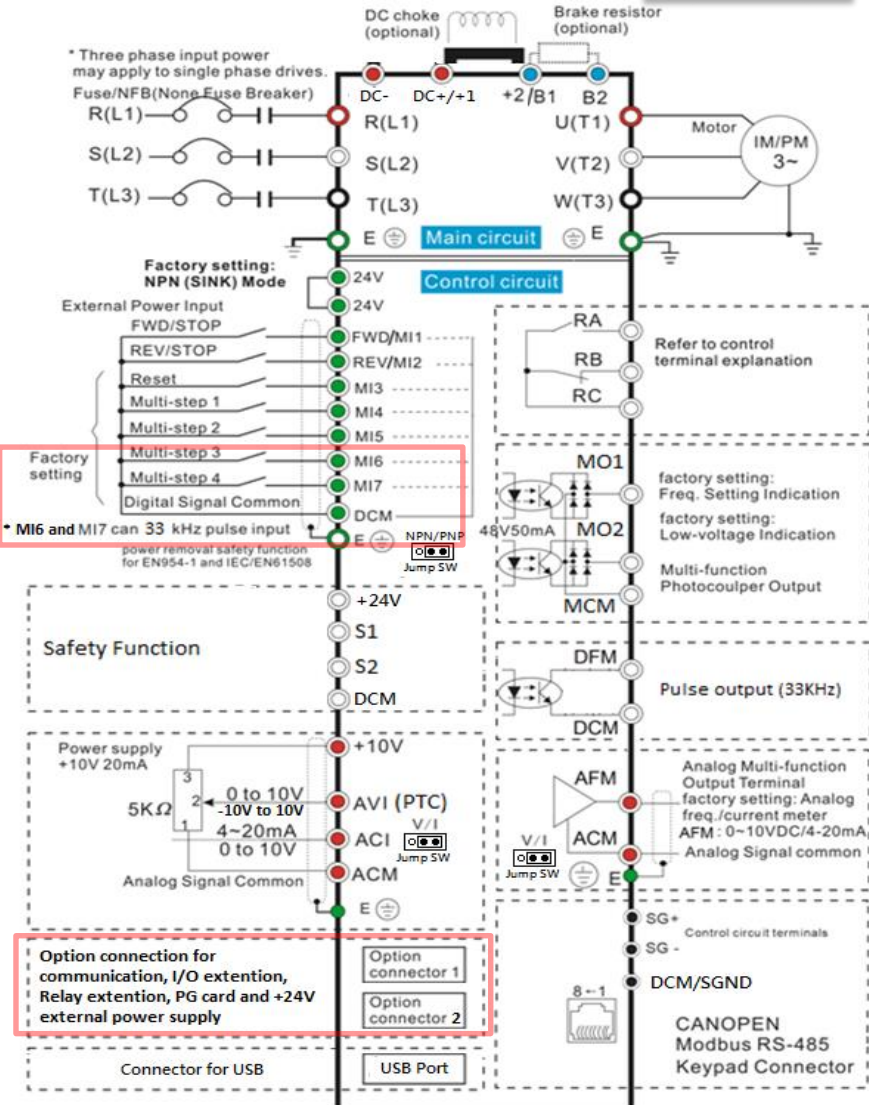 DC choke
(optional)
Brake resistor
(optional)
* Three phase input power
may apply to single phase drives.
Fuse/NFB(None Fuse Breaker)
R(L1)
S(L2)
T(L3)
DC-
DC+/+1
+2/B1
B2
R(L1)
S(L2)
T(L3)
E
U(T1)
V(T2)
W(T3)
E
Motor
IM/PM
3~
Main circuit
Control circuit
Factory setting:
NPN (SINK) Mode
24V
24V
External Power Input
FWD/STOP
FWD/MI1
REV/STOP
REV/MI2
Reset
MI3
Multi-step 1
MI4
Multi-step 2
MI5
Multi-step 3
MI6
Multi-step 4
MI7
Factory
setting
Digital Signal Common
DCM
* MI6 and MI7 can 33 kHz pulse input
E
NPN/PNP
Jump SW
power removal safety function
for EN954-1 and IEC/EN61508
RA
RB
RC
Refer to control
terminal explanation
MO1
factory setting:
Freq. Setting Indication
48V50mA
MO2
factory setting:
Low-voltage Indication
Multi-function
Photocoulper Output
MCM
Safety Function
+24V
S1
S2
DCM
DFM
Pulse output (33KHz)
DCM
Power supply
+10V 20mA
+10V
3
2
1
5KΩ
0 to 10V
-10V to 10V
AVI (PTC)
4~20mA
0 to 10V
ACI
V/I
Jump SW
ACM
Analog Signal Common
E
AFM
ACM
V/I
Jump SW
E
Analog Multi-function
Output Terminal
factory setting: Analog
freq./current meter
AFM : 0~10VDC/4-20mA
Analog Signal common
Option connection for
communication, I/O extention,
Relay extention, PG card and +24V
external power supply
Option
connector 1
Option
connector 2
Connector for USB
USB Port
SG+
SG -
Control circuit terminals
DCM/SGND
8←1
CANOPEN
Modbus RS-485
Keypad Connector